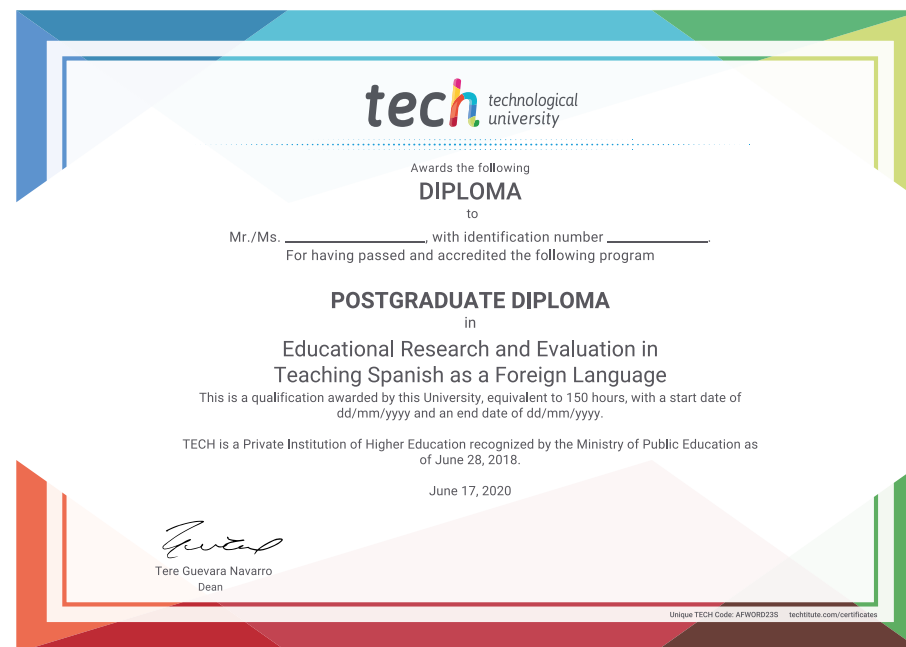 tech technological
university
Awards the following
DIPLOMA
to
Mr./Ms. ____________________, with identification number ______________.
For having passed and accredited the following program
POSTGRADUATE DIPLOMA
in
Educational Research and Evaluation in
Teaching Spanish as a Foreign Language
This is a qualification awarded by this University, equivalent to 150 hours, with a start date of
dd/mm/yyyy and an end date of dd/mm/yyyy.
TECH is a Private Institution of Higher Education recognized by the Ministry of Public Education as
of June 28, 2018.
June 17, 2020
Tere Guevara Navarro
Dean
Unique TECH Code: AFWORD23S techtitute.com/certificates